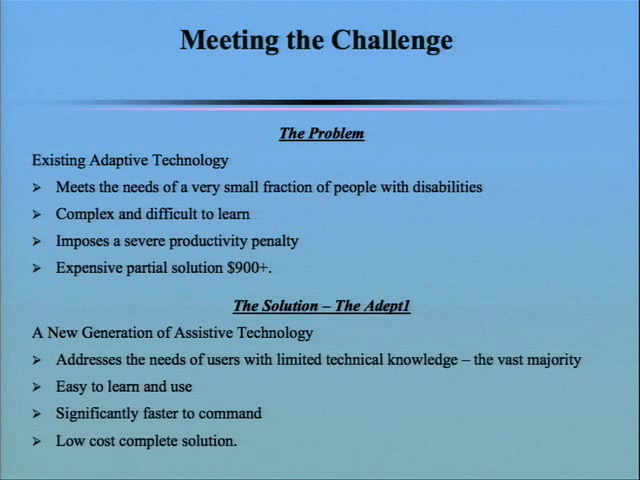 Meeting the Challenge
The Problem
Existing Adaptive Technology
➢ Meets the needs of a very small fraction of people with disabilities
➢ Complex and difficult to learn
➢ Imposes a severe productivity penalty
➢ Expensive partial solution $900+.
The Solution – The Adept1
A New Generation of Assistive Technology
➢ Addresses the needs of users with limited technical knowledge – the vast majority
➢ Easy to learn and use
➢ Significantly faster to command
➢ Low cost complete solution.